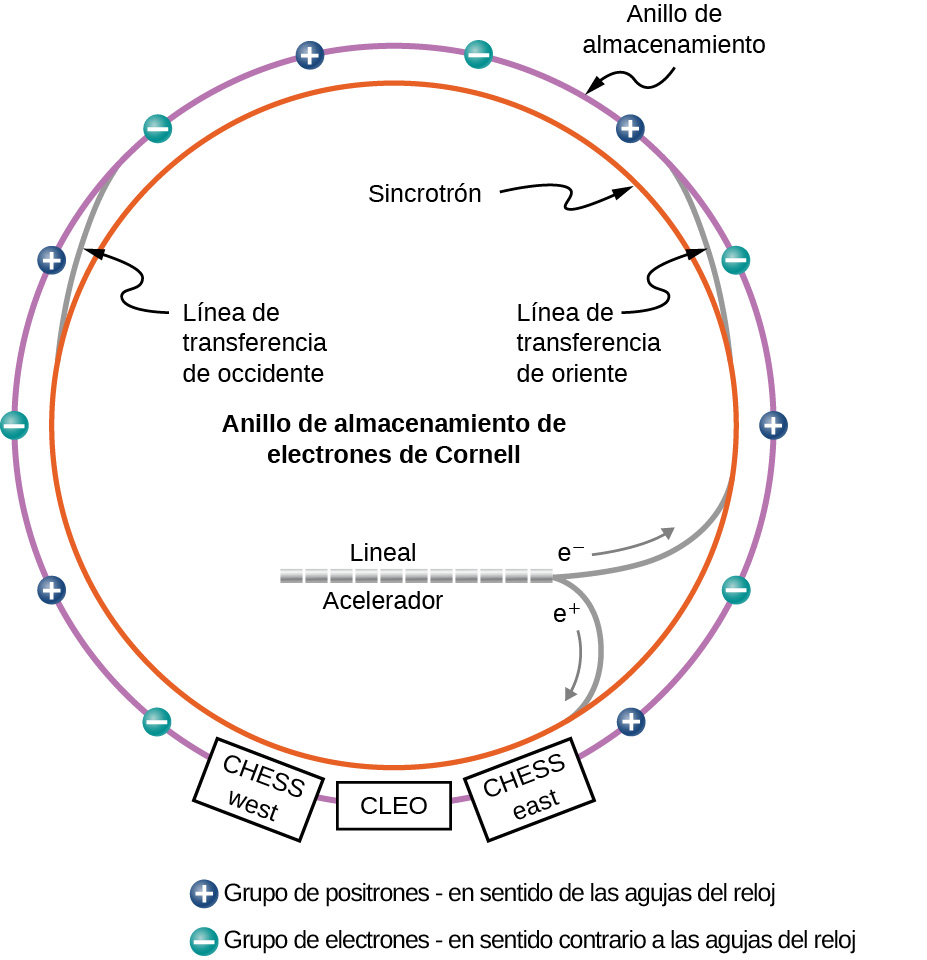 Anillo de
almacenamiento
Sincrotrón
Línea de
transferencia
de occidente
Línea de
transferencia
de oriente
Anillo de almacenamiento de
electrones de Cornell
Lineal
Acelerador
e⁻
e⁺
CHESS
west
CLEO
CHESS
east
Grupo de positrones - en sentido de las agujas del reloj
Grupo de electrones - en sentido contrario a las agujas del reloj